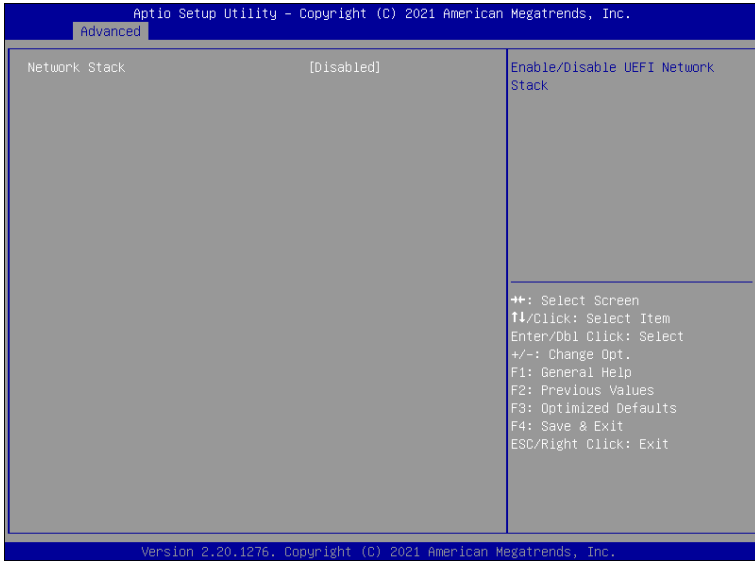 Aptio Setup Utility – Copyright (C) 2021 American Megatrends, Inc.
Advanced
Network Stack [Disabled]
Enable/Disable UEFI Network
Stack
→←: Select Screen
↑↓/Click: Select Item
Enter/Dbl Click: Select
+/-: Change Opt.
F1: General Help
F2: Previous Values
F3: Optimized Defaults
F4: Save & Exit
ESC/Right Click: Exit
Version 2.20.1276. Copyright (C) 2021 American Megatrends, Inc.